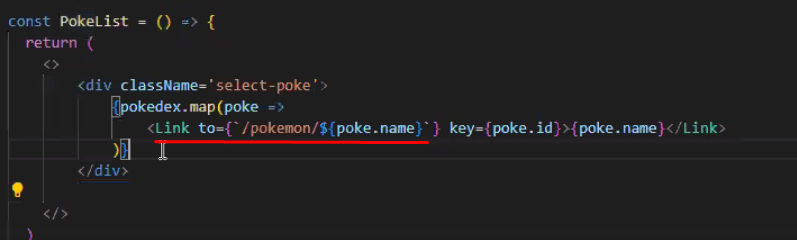 const PokeList = () => {
return (
<>
<div className='select-poke'>
{pokedex.map(poke =>
<Link to={`/pokemon/${poke.name}`} key={poke.id}>{poke.name}</Link>
)}
</div>
</>
)